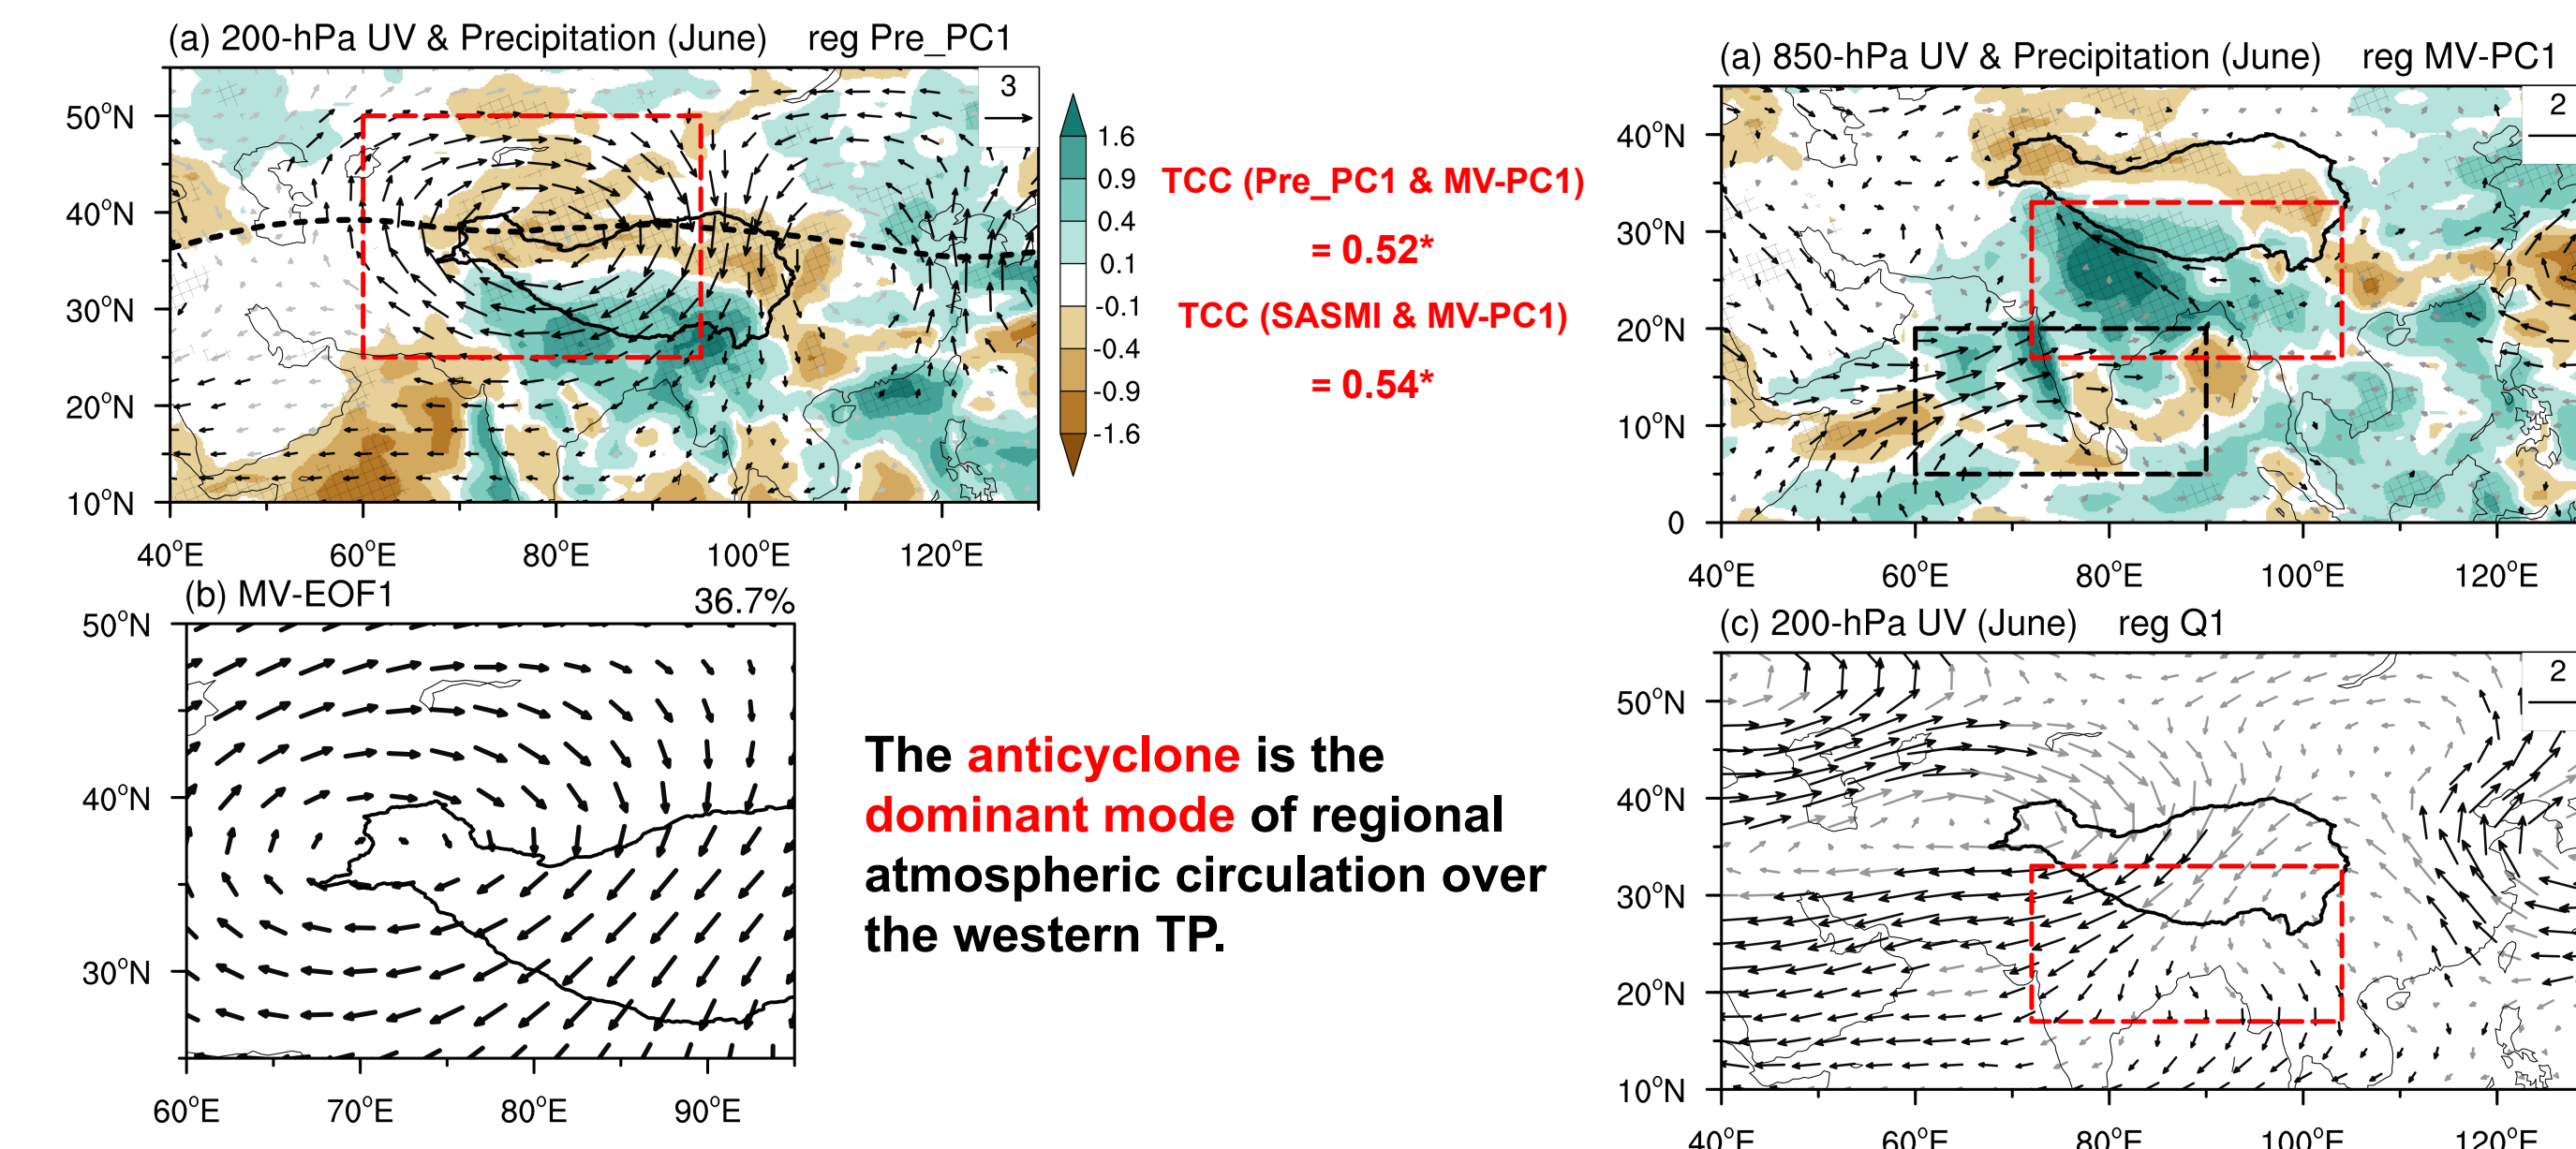 (a) 200-hPa UV & Precipitation (June) reg Pre_PC1
3
50°N
40°N
30°N
20°N
10°N
40°E 60°E 80°E 100°E 120°E
1.6
0.9
0.4
0.1
-0.1
-0.4
-0.9
-1.6
TCC (Pre_PC1 & MV-PC1)
= 0.52*
TCC (SASMI & MV-PC1)
= 0.54*
(a) 850-hPa UV & Precipitation (June) reg MV-PC1
2
40°N
30°N
20°N
10°N
0
40°E 60°E 80°E 100°E 120°E
(b) MV-EOF1 36.7%
50°N
40°N
30°N
60°E 70°E 80°E 90°E
The anticyclone is the
dominant mode of regional
atmospheric circulation over
the western TP.
(c) 200-hPa UV (June) reg Q1
2
50°N
40°N
30°N
20°N
10°N
40°E 60°E 80°E 100°E 120°E